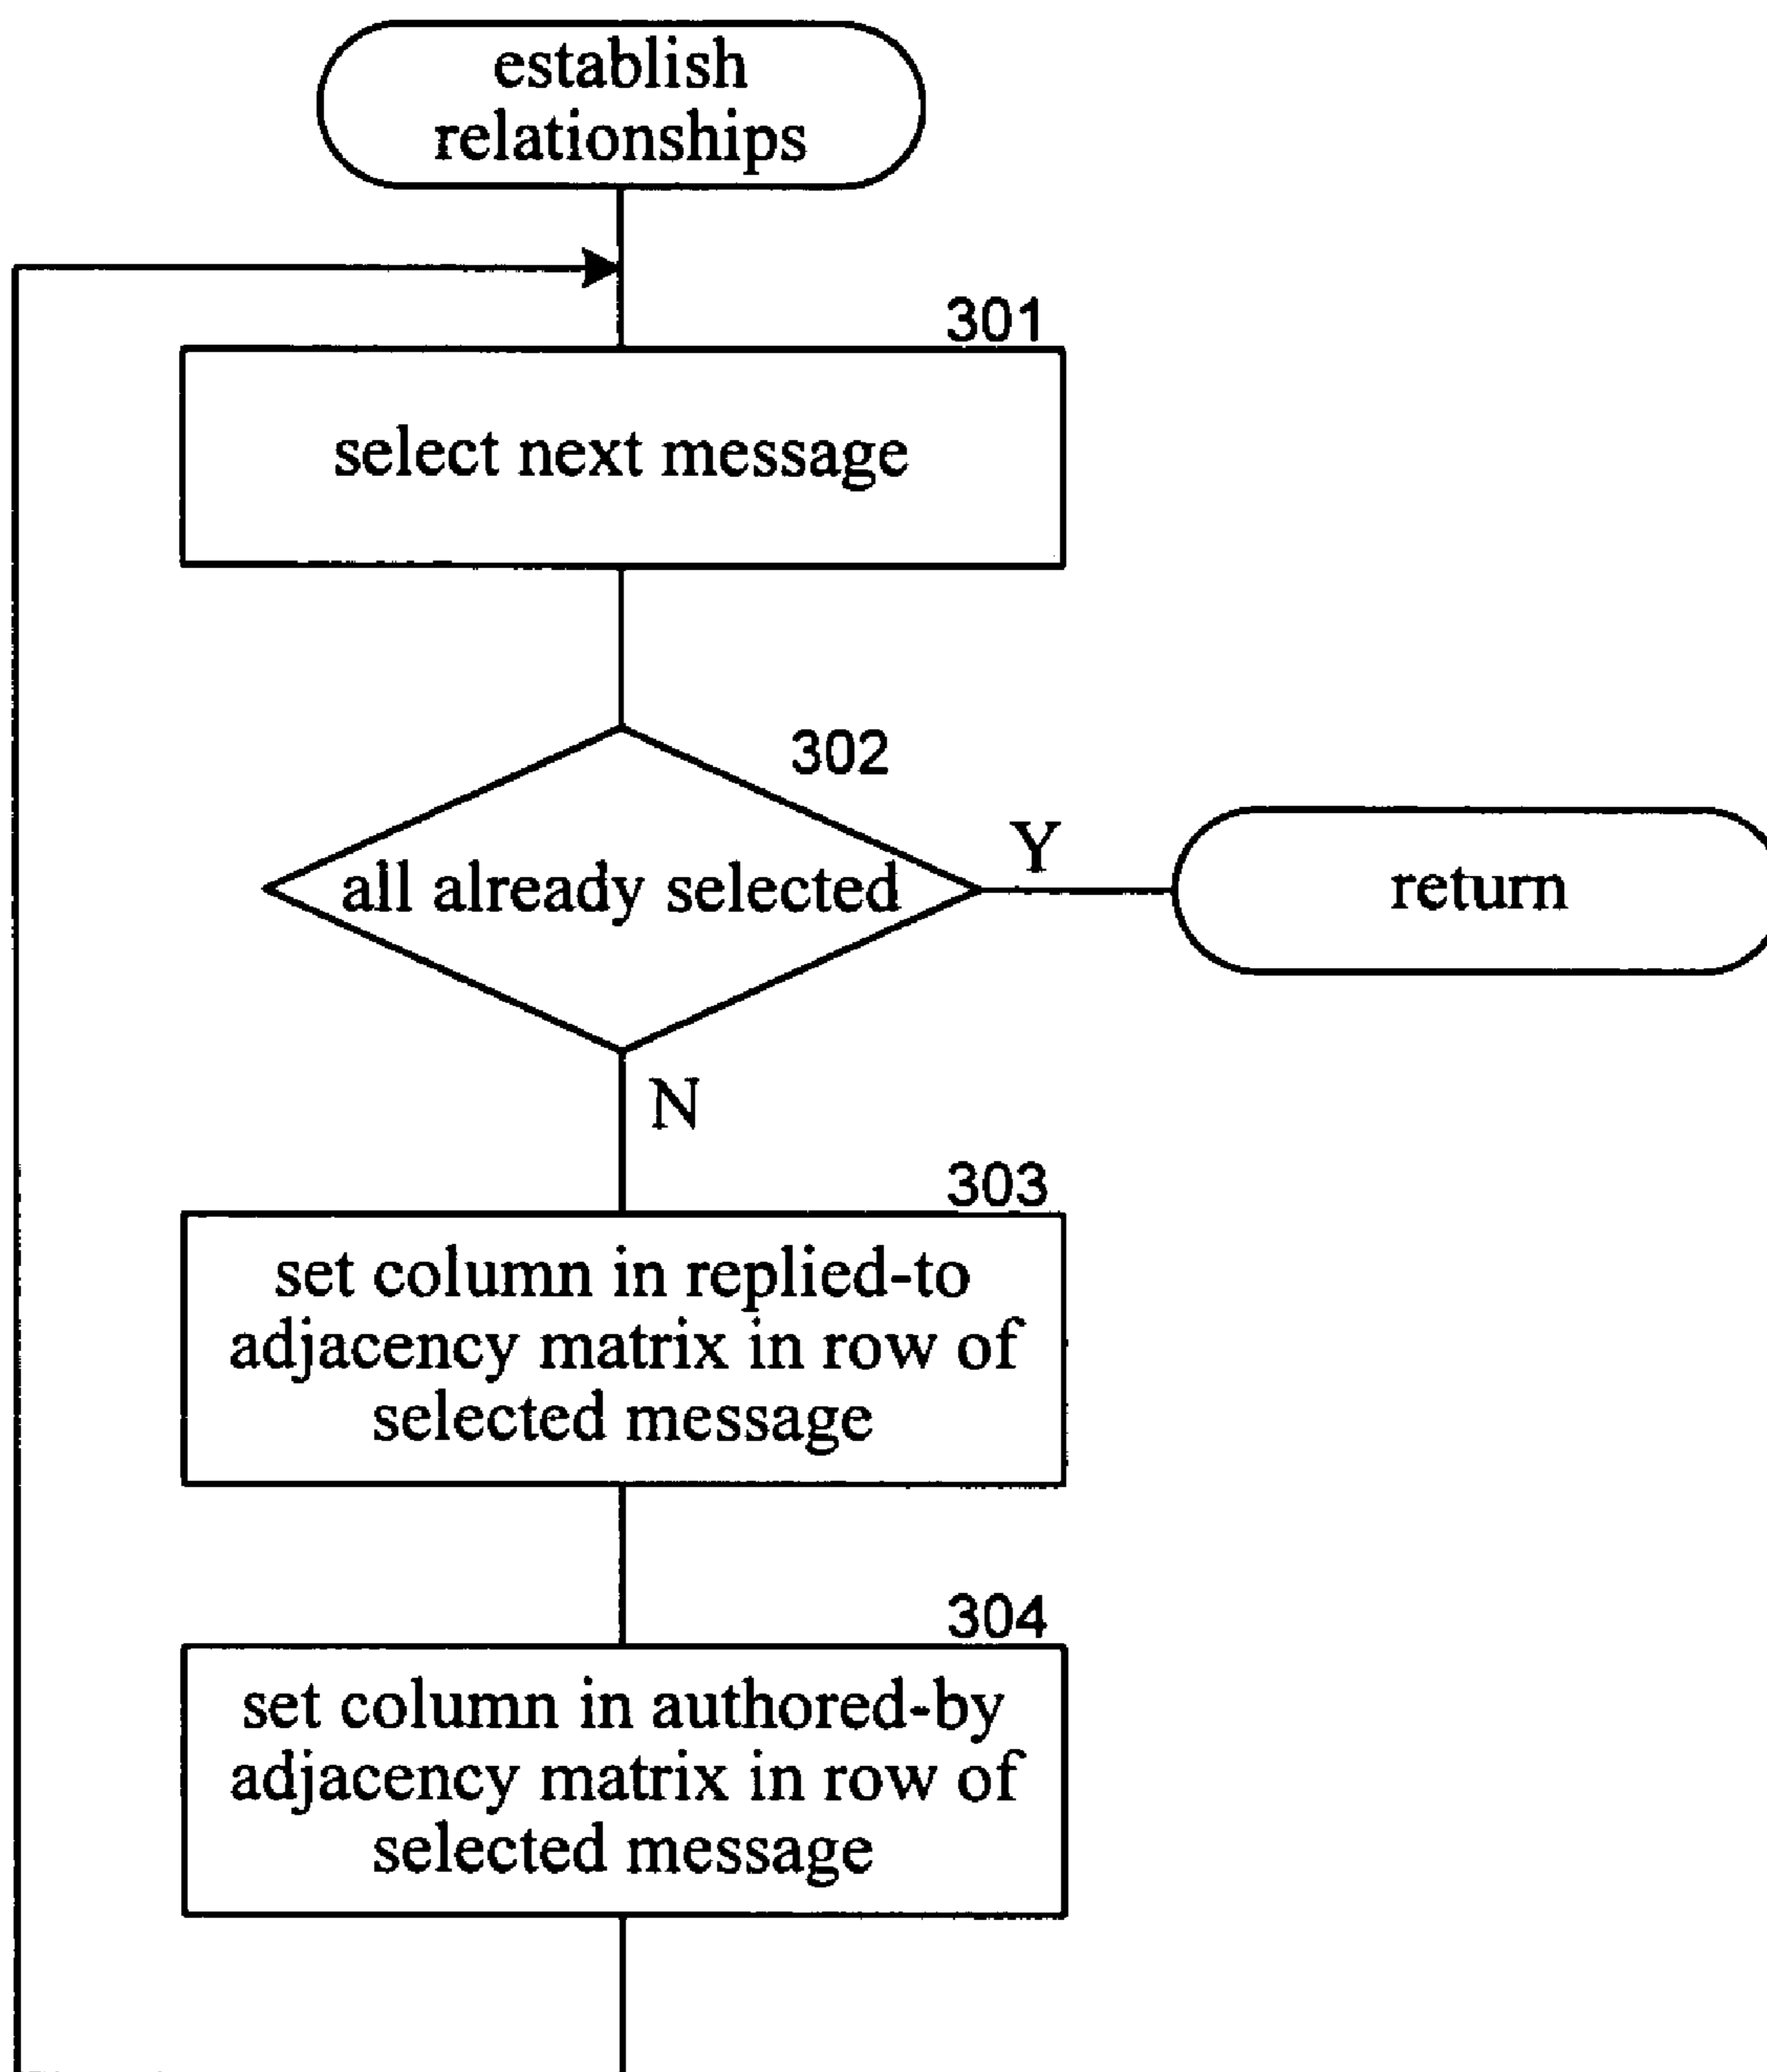 establish
relationships
301
select next message
302
all already selected
Y
return
N
303
set column in replied-to
adjacency matrix in row of
selected message
304
set column in authored-by
adjacency matrix in row of
selected message